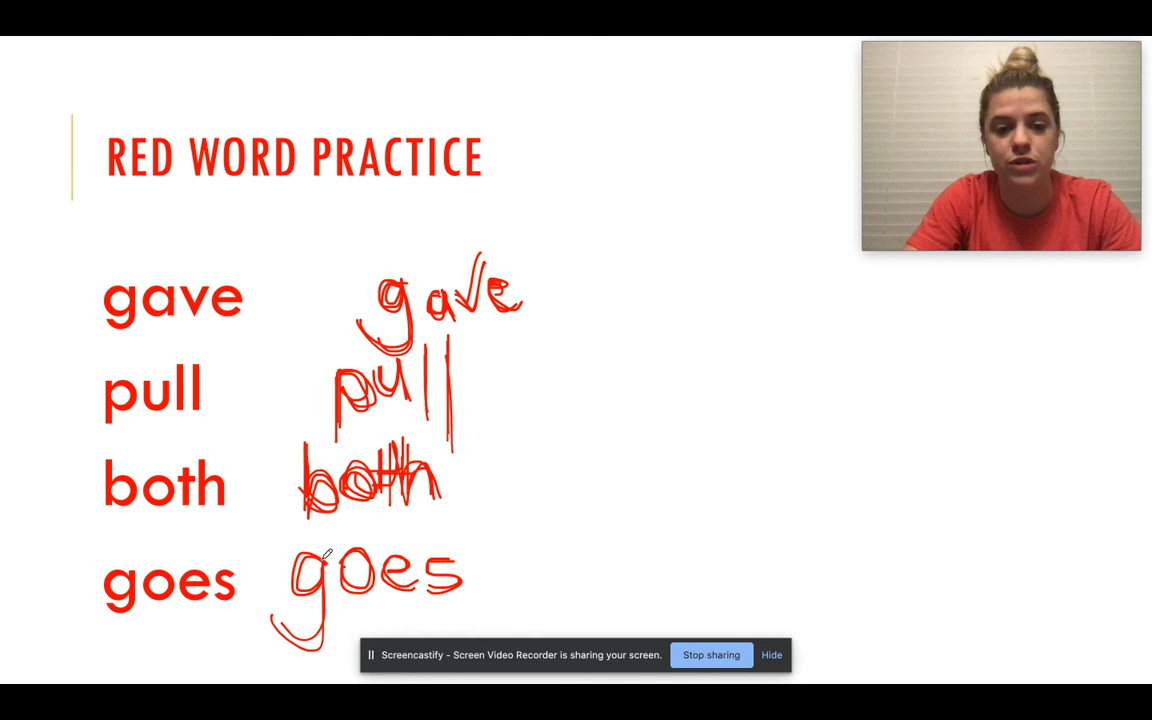 RED WORD PRACTICE
gave gave
pull pull
both both
goes goes
Screencastify - Screen Video Recorder is sharing your screen. Stop sharing Hide